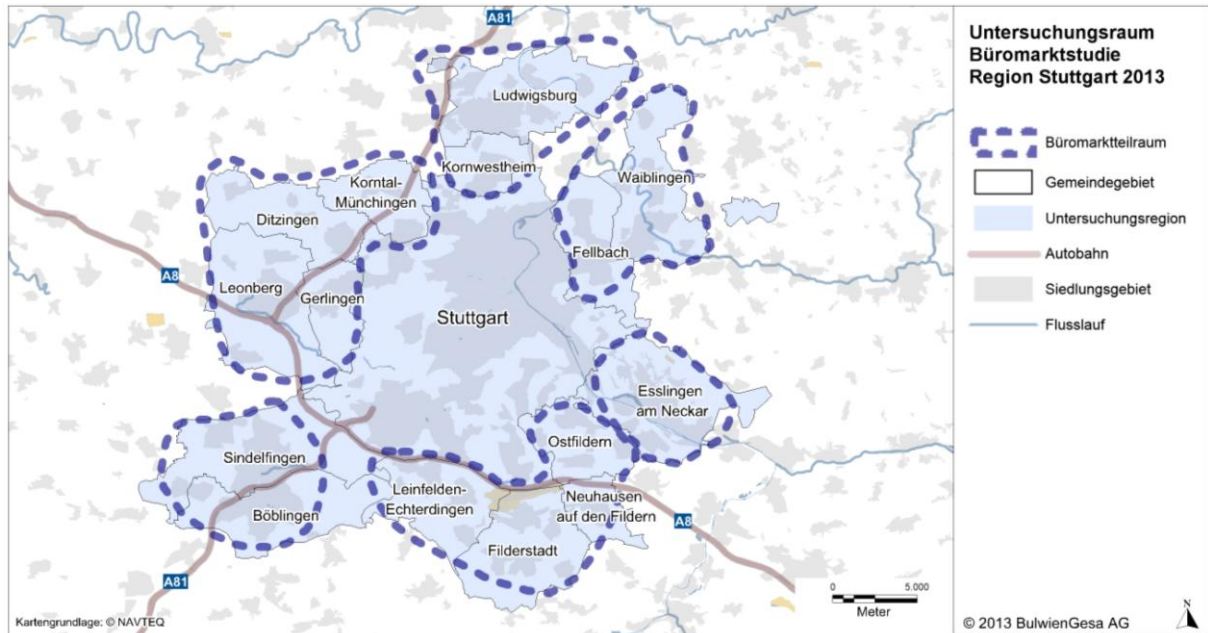 A81
Ludwigsburg
Kornwestheim
Waiblingen
Korntal-
Münchingen
Ditzingen
Fellbach
A8
Leonberg
Gerlingen
Stuttgart
Esslingen
am Neckar
Ostfildern
Sindelfingen
Leinfelden-
Echterdingen
Neuhausen
auf den Fildern
Böblingen
A8
Filderstadt
A81
5.000
0
Meter
Kartengrundlage: © NAVTEQ
Untersuchungsraum
Büromarktstudie
Region Stuttgart 2013
Büromarktteilraum
Gemeindegebiet
Untersuchungsregion
Autobahn
Siedlungsgebiet
Flusslauf
© 2013 BulwienGesa AG
N